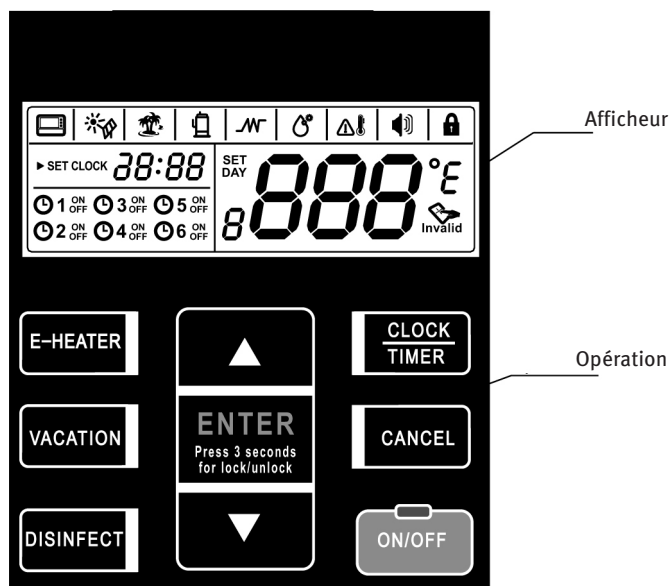 Afficheur
SET CLOCK 88:88
SET
DAY
8
888
°E
Invalid
1 ON OFF 3 ON OFF 5 ON OFF
2 ON OFF 4 ON OFF 6 ON OFF
Opération
E-HEATER
CLOCK
TIMER
VACATION
ENTER
Press 3 seconds
for lock/unlock
CANCEL
DISINFECT
ON/OFF